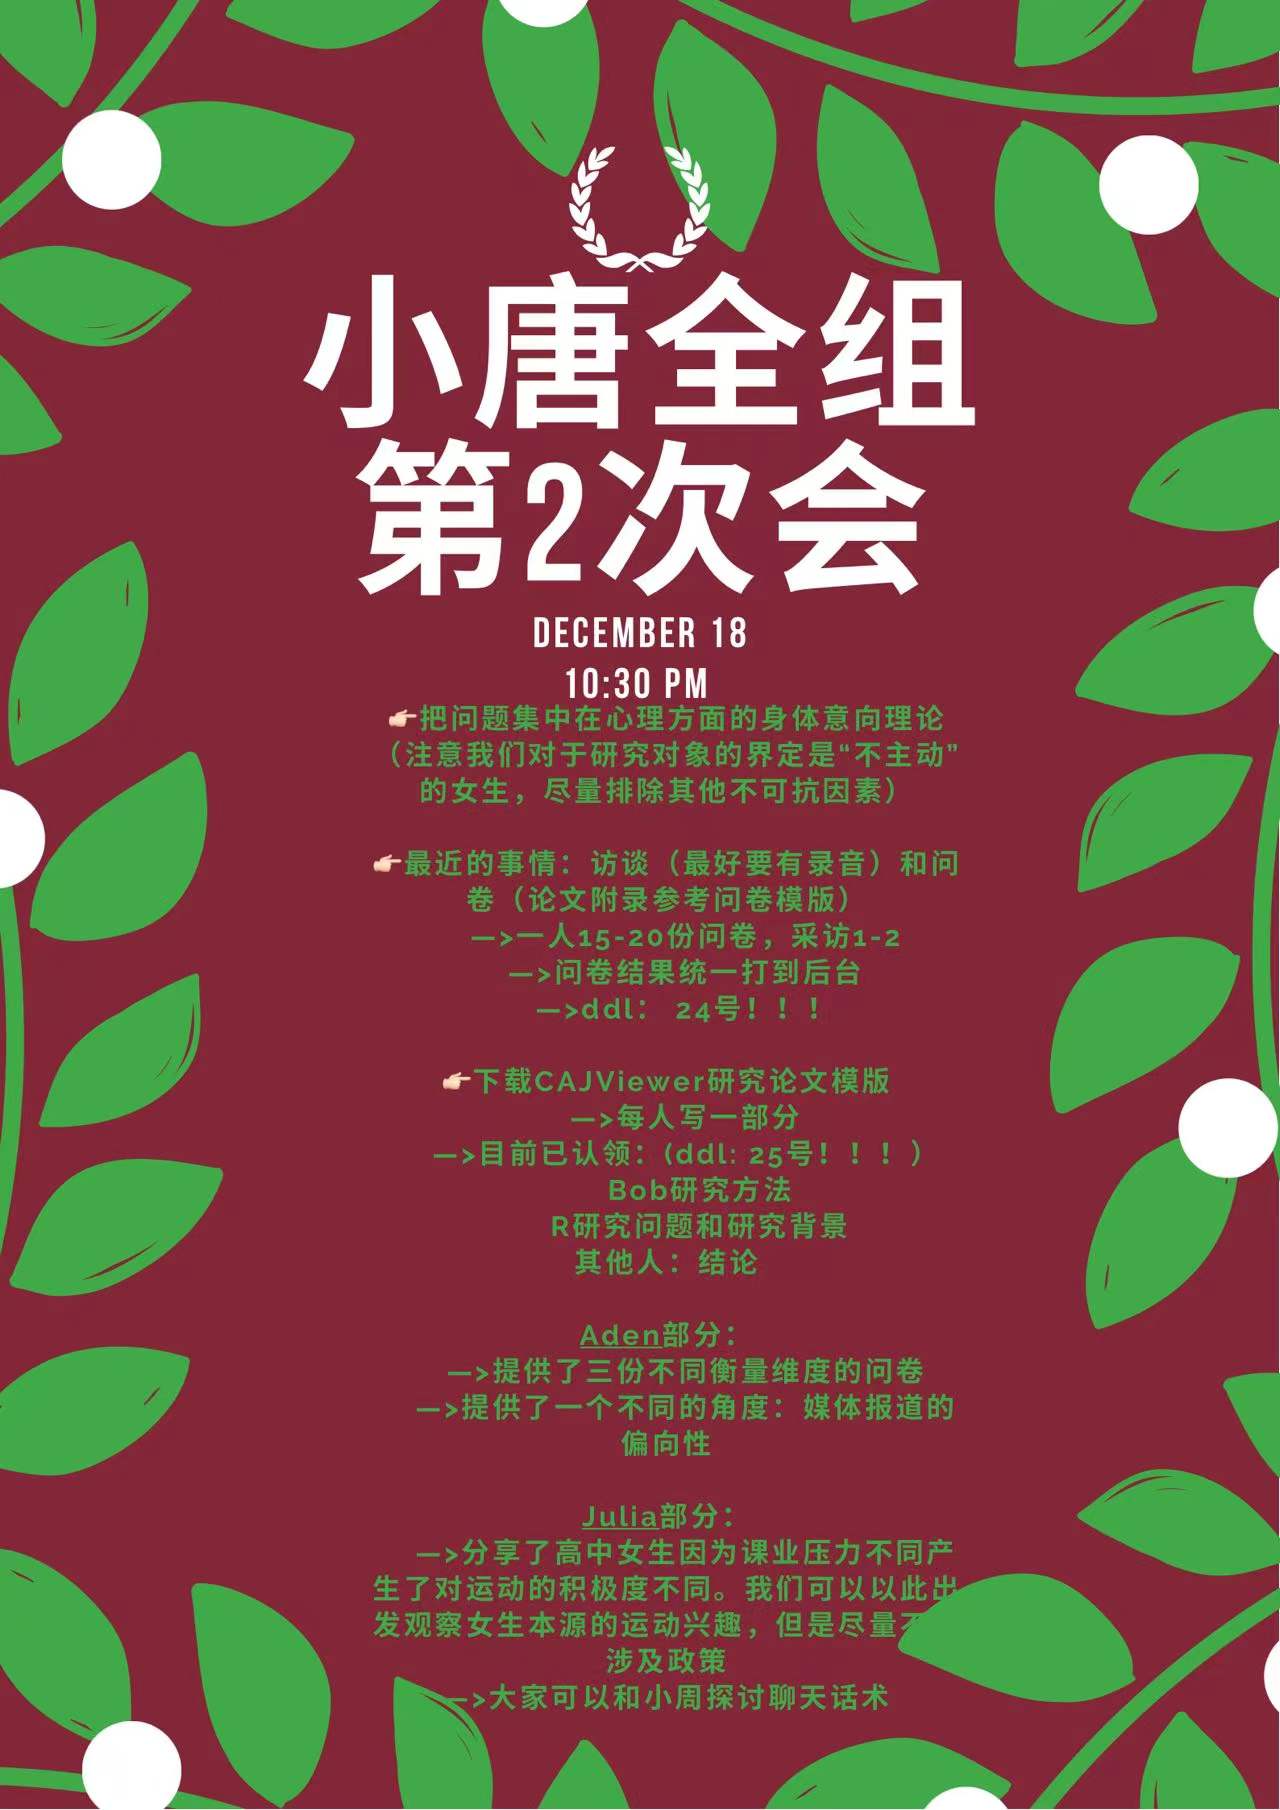 小唐全组
第2次会
DECEMBER 18
10:30 PM
👉🏻把问题集中在心理方面的身体意向理论
（注意我们对于研究对象的界定是“不主动”
的女生，尽量排除其他不可抗因素）
👉🏻最近的事情：访谈（最好要有录音）和问
卷（论文附录参考问卷模版）
—>一人15-20份问卷，采访1-2
—>问卷结果统一打到后台
—>ddl： 24号！！！
👉🏻下载CAJViewer研究论文模版
—>每人写一部分
—>目前已认领：(ddl: 25号！！！）
Bob研究方法
R研究问题和研究背景
其他人：结论
Aden部分：
—>提供了三份不同衡量维度的问卷
—>提供了一个不同的角度：媒体报道的
偏向性
Julia部分：
—>分享了高中女生因为课业压力不同产
生了对运动的积极度不同。我们可以以此出
发观察女生本源的运动兴趣，但是尽量不
涉及政策
—>大家可以和小周探讨聊天话术